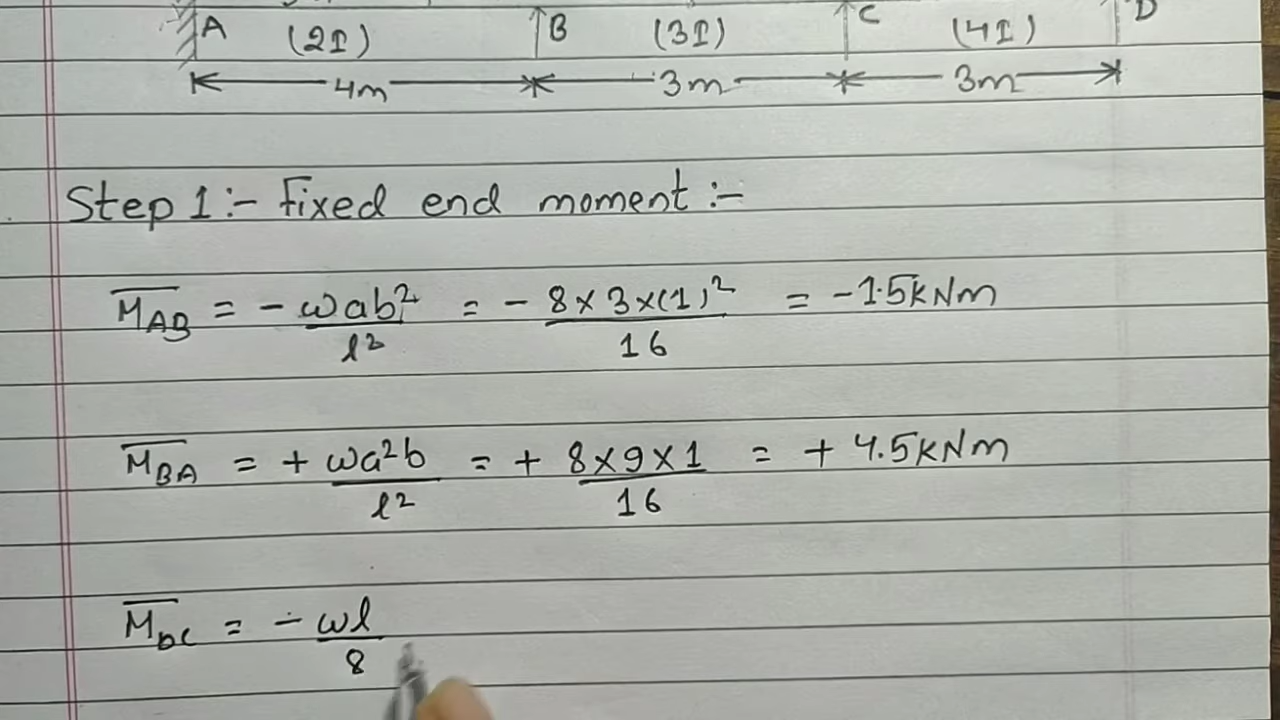 A (2I) B (3I) C (4I) D
4m 3m 3m
Step 1:- Fixed end moment :-
M̅AB = - wab²/l² = - 8×3×(1)²/16 = -1.5kNm
M̅BA = + wa²b/l² = + 8×9×1/16 = + 4.5kNm
M̅bc = - wl/8